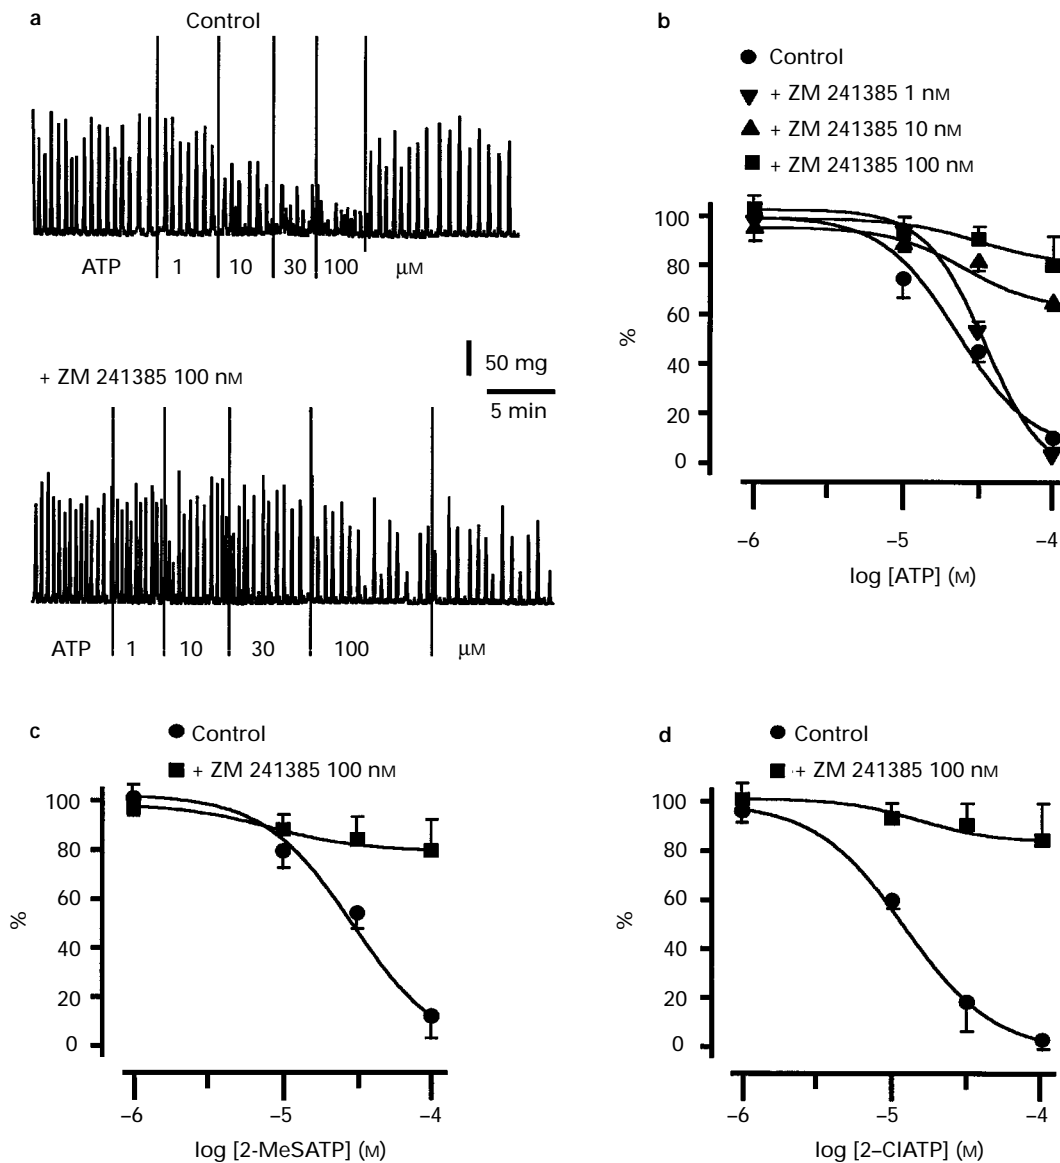 a
Control
ATP 1 10 30 100 μM
50 mg
5 min
+ ZM 241385 100 nM
ATP 1 10 30 100 μM
b
Control
+ ZM 241385 1 nM
+ ZM 241385 10 nM
+ ZM 241385 100 nM
100
80
60
40
20
0
%
–6 –5 –4
log [ATP] (M)
c
Control
+ ZM 241385 100 nM
100
80
60
40
20
0
%
–6 –5 –4
log [2-MeSATP] (M)
d
Control
+ ZM 241385 100 nM
100
80
60
40
20
0
%
–6 –5 –4
log [2–ClATP] (M)